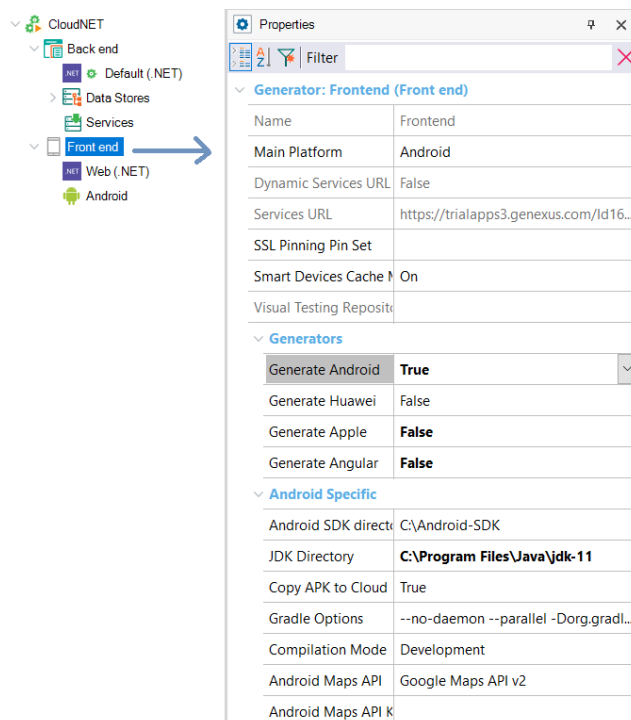 CloudNET
Back end
.NET Default (.NET)
Data Stores
Services
Front end
.NET Web (.NET)
Android
Properties
A Z Filter
Generator: Frontend (Front end)
Name Frontend
Main Platform Android
Dynamic Services URL False
Services URL https://trialapps3.genexus.com/Id16...
SSL Pinning Pin Set
Smart Devices Cache On
Visual Testing
Generators
Generate Android True
Generate Huawei False
Generate Apple False
Generate Angular False
Android Specific
Android SDK C:\Android-SDK
JDK Directory C:\Program Files\Java\jdk-11
Copy APK to Cloud True
Gradle Options --no-daemon --parallel -Dorg.gradl...
Compilation Mode Development
Android Maps API Google Maps API v2
Android Maps API K